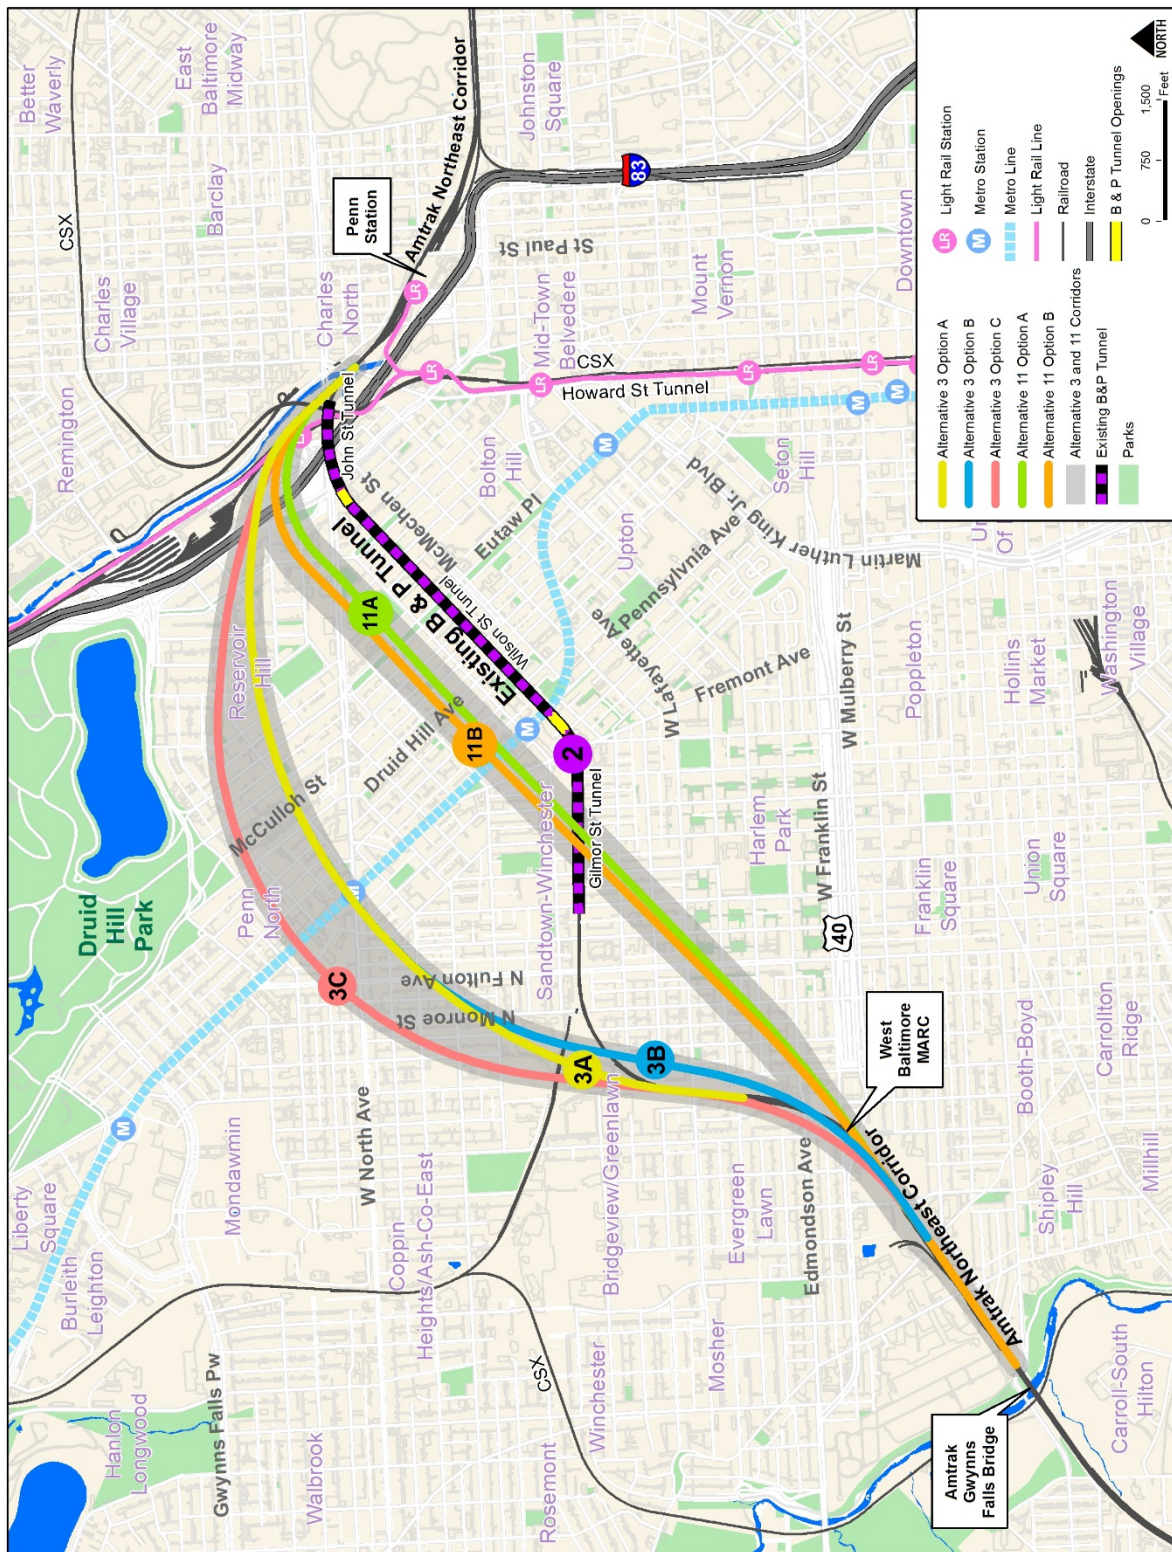 Better
Waverly
East
Baltimore
Midway
Johnston
Square
CSX
Barclay
Amtrak Northeast Corridor
Penn
Station
83
Charles
Village
Charles
North
St Paul St
Mount
Vernon
Downtown
Remington
LR
LR
LR
LR
LR
LR
LR
John St Tunnel
Mid-Town
Belvedere
CSX
Howard St Tunnel
M
M
M
McMechen St
Bolton
Hill
Eutaw Pl
Seton
Hill
Existing B & P Tunnel
Wilson St Tunnel
Upton
Pennsylvnia Ave
Martin Luther King Jr. Blvd
Reservoir
Hill
11A
11B
Druid Hill Ave
M
W Lafayette Ave
Fremont Ave
W Mulberry St
Poppleton
Hollins
Market
Washington
Village
McCulloh St
2
Gilmor St Tunnel
Sandtown-Winchester
Harlem
Park
W Franklin St
Druid
Hill
Park
Penn
North
M
40
Franklin
Square
Union
Square
3C
N Fulton Ave
N Monroe St
3A
3B
West
Baltimore
MARC
Booth-Boyd
Carrollton
Ridge
M
Mondawmin
W North Ave
Bridgeview/Greenlawn
Evergreen
Lawn
Edmondson Ave
Amtrak Northeast Corridor
Shipley
Hill
Millhill
Liberty
Square
Burleith
Leighton
Coppin
Heights/Ash-Co-East
CSX
Winchester
Mosher
Carroll-South
Hilton
Hanlon
Longwood
Gwynns Falls Pw
Walbrook
Rosemont
Amtrak
Gwynns
Falls Bridge
Un
Of
Alternative 3 Option A
Alternative 3 Option B
Alternative 3 Option C
Alternative 11 Option A
Alternative 11 Option B
Alternative 3 and 11 Corridors
Existing B&P Tunnel
Parks
LR Light Rail Station
M Metro Station
Metro Line
Light Rail Line
Railroad
Interstate
B & P Tunnel Openings
0 750 1,500
Feet
NORTH